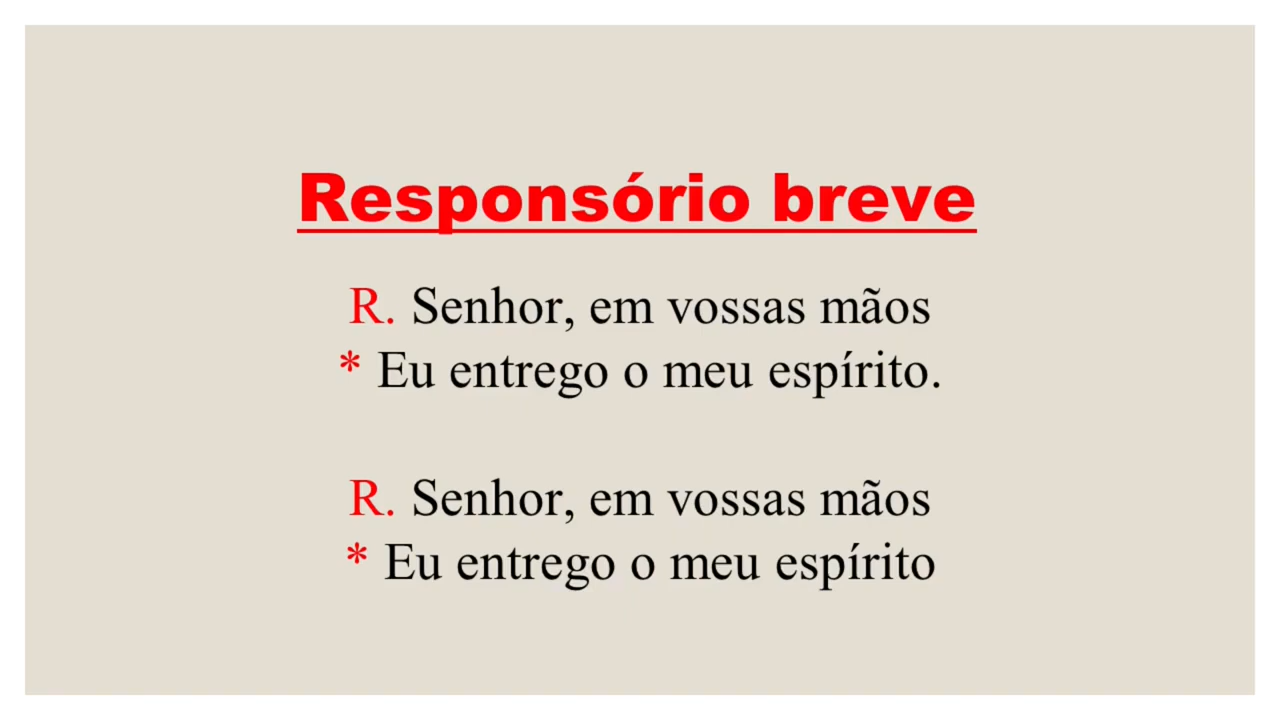 Responsório breve
R. Senhor, em vossas mãos
* Eu entrego o meu espírito.
R. Senhor, em vossas mãos
* Eu entrego o meu espírito